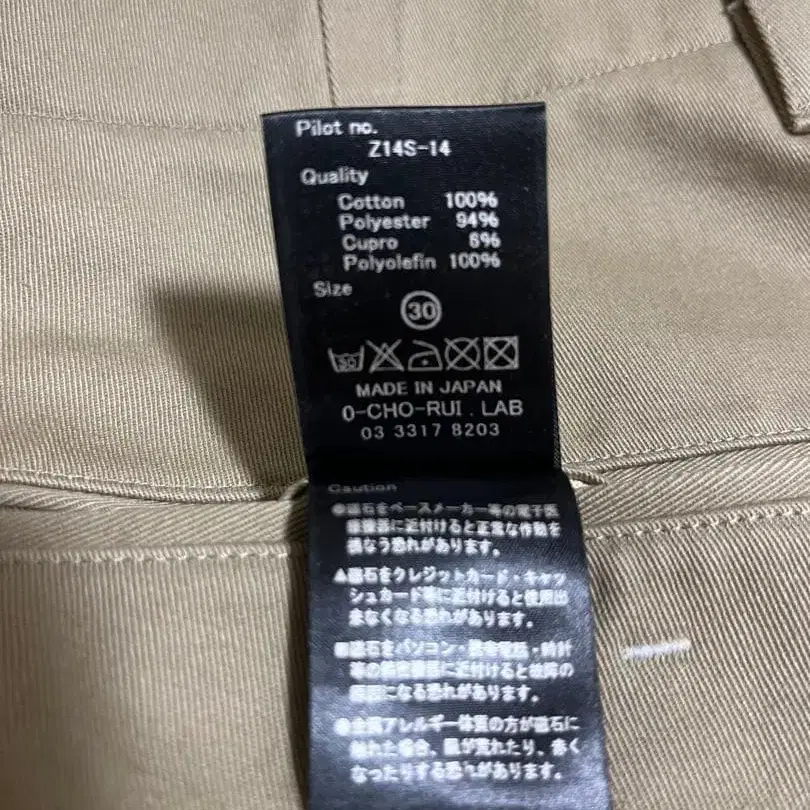 Pilot no.
Z14S-14
Quality
Cotton 100%
Polyester 94%
Cupro 6%
Polyolefin 100%
Size
30
30
MADE IN JAPAN
0-CHO-RUI . LAB
03 3317 8203
Caution
●磁石をペースメーカー等の電子医
療機器に近付けると正常な作動を
損なう恐れがあります。
▲磁石をクレジットカード・キャッ
シュカード等に近付けると使用出
来なくなる恐れがあります。
■磁石をパソコン・携帯電話・時計
等の精密機器に近付けると故障の
原因になる恐れがあります。
●金属アレルギー体質の方が磁石に
触れた場合、肌が荒れたり、赤く
なったりする恐れがあります。